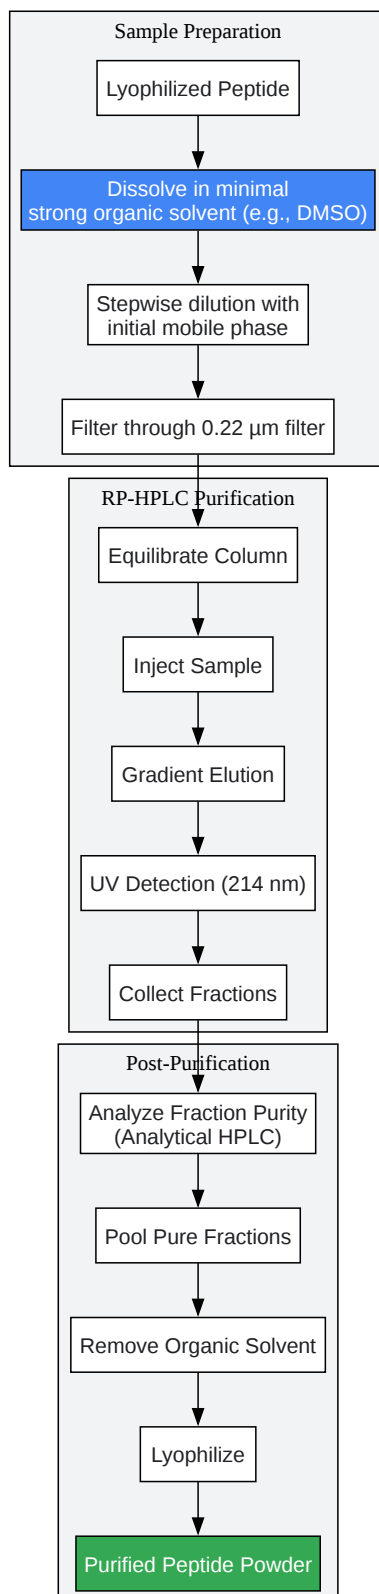 Sample Preparation
Lyophilized Peptide
Dissolve in minimal
strong organic solvent (e.g., DMSO)
Stepwise dilution with
initial mobile phase
Filter through 0.22 µm filter
RP-HPLC Purification
Equilibrate Column
Inject Sample
Gradient Elution
UV Detection (214 nm)
Collect Fractions
Post-Purification
Analyze Fraction Purity
(Analytical HPLC)
Pool Pure Fractions
Remove Organic Solvent
Lyophilize
Purified Peptide Powder